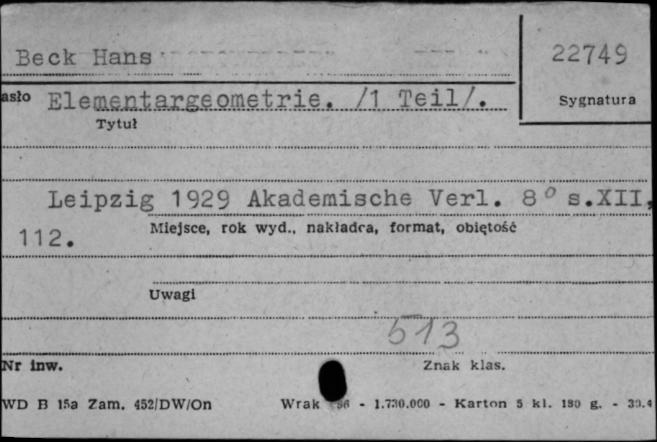 Beck Hans
22749
Sygnatura
asło Elementargeometrie. /1 Teil/.
Tytuł
Leipzig 1929 Akademische Verl. 8° s.XII,
112.
Miejsce, rok wyd., nakładca, format, objętość
Uwagi
513
Nr inw.
Znak klas.
WD B 15a Zam. 452/DW/On
Wrak 56 - 1.730.000 - Karton 5 kl. 180 g. - 30.4